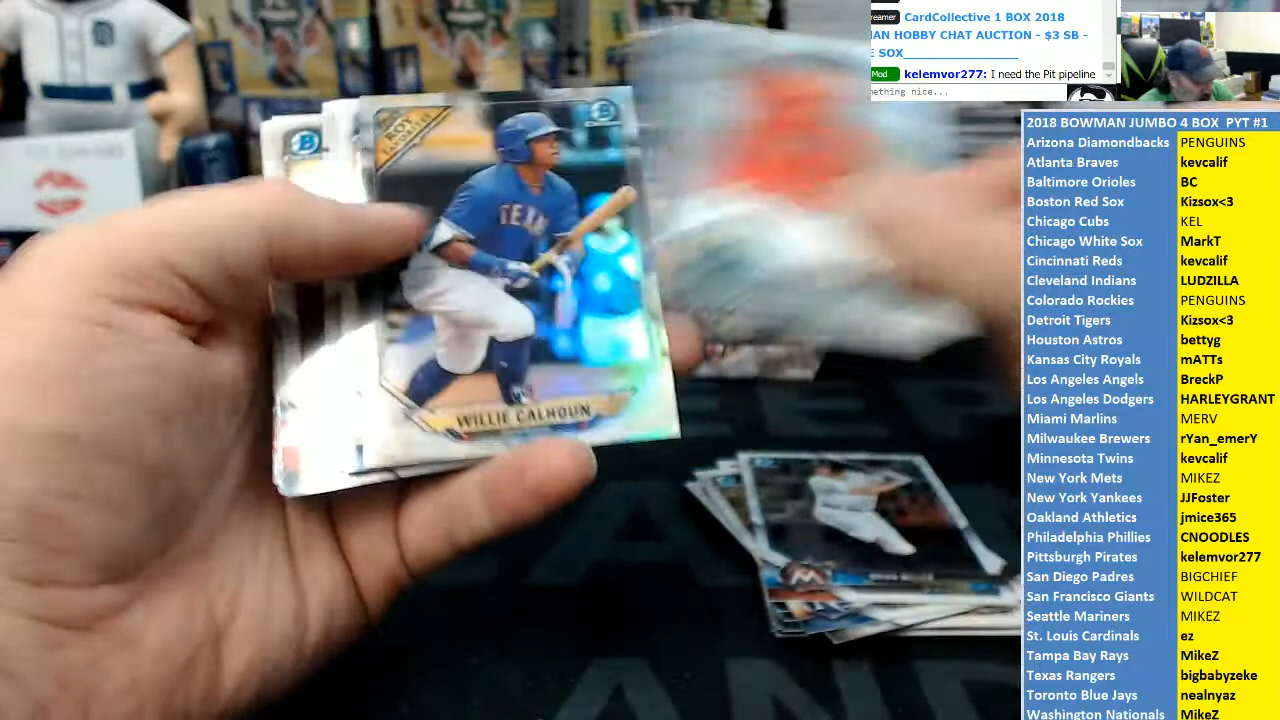 reamer CardCollective 1 BOX 2018
AN HOBBY CHAT AUCTION - $3 SB -
E SOX
Mod kelemvor277: I need the Pit pipeline
nething nice...
ROY
TEXA
WILLIE CALHOUN
2018 BOWMAN JUMBO 4 BOX PYT #1
Arizona Diamondbacks PENGUINS
Atlanta Braves kevcalif
Baltimore Orioles BC
Boston Red Sox Kizsox<3
Chicago Cubs KEL
Chicago White Sox MarkT
Cincinnati Reds kevcalif
Cleveland Indians LUDZILLA
Colorado Rockies PENGUINS
Detroit Tigers Kizsox<3
Houston Astros bettyg
Kansas City Royals mATTs
Los Angeles Angels BreckP
Los Angeles Dodgers HARLEYGRANT
Miami Marlins MERV
Milwaukee Brewers rYan_emerY
Minnesota Twins kevcalif
New York Mets MIKEZ
New York Yankees JJFoster
Oakland Athletics jmice365
Philadelphia Phillies CNOODLES
Pittsburgh Pirates kelemvor277
San Diego Padres BIGCHIEF
San Francisco Giants WILDCAT
Seattle Mariners MIKEZ
St. Louis Cardinals ez
Tampa Bay Rays MikeZ
Texas Rangers bigbabyzeke
Toronto Blue Jays nealnyaz
Washington Nationals MikeZ